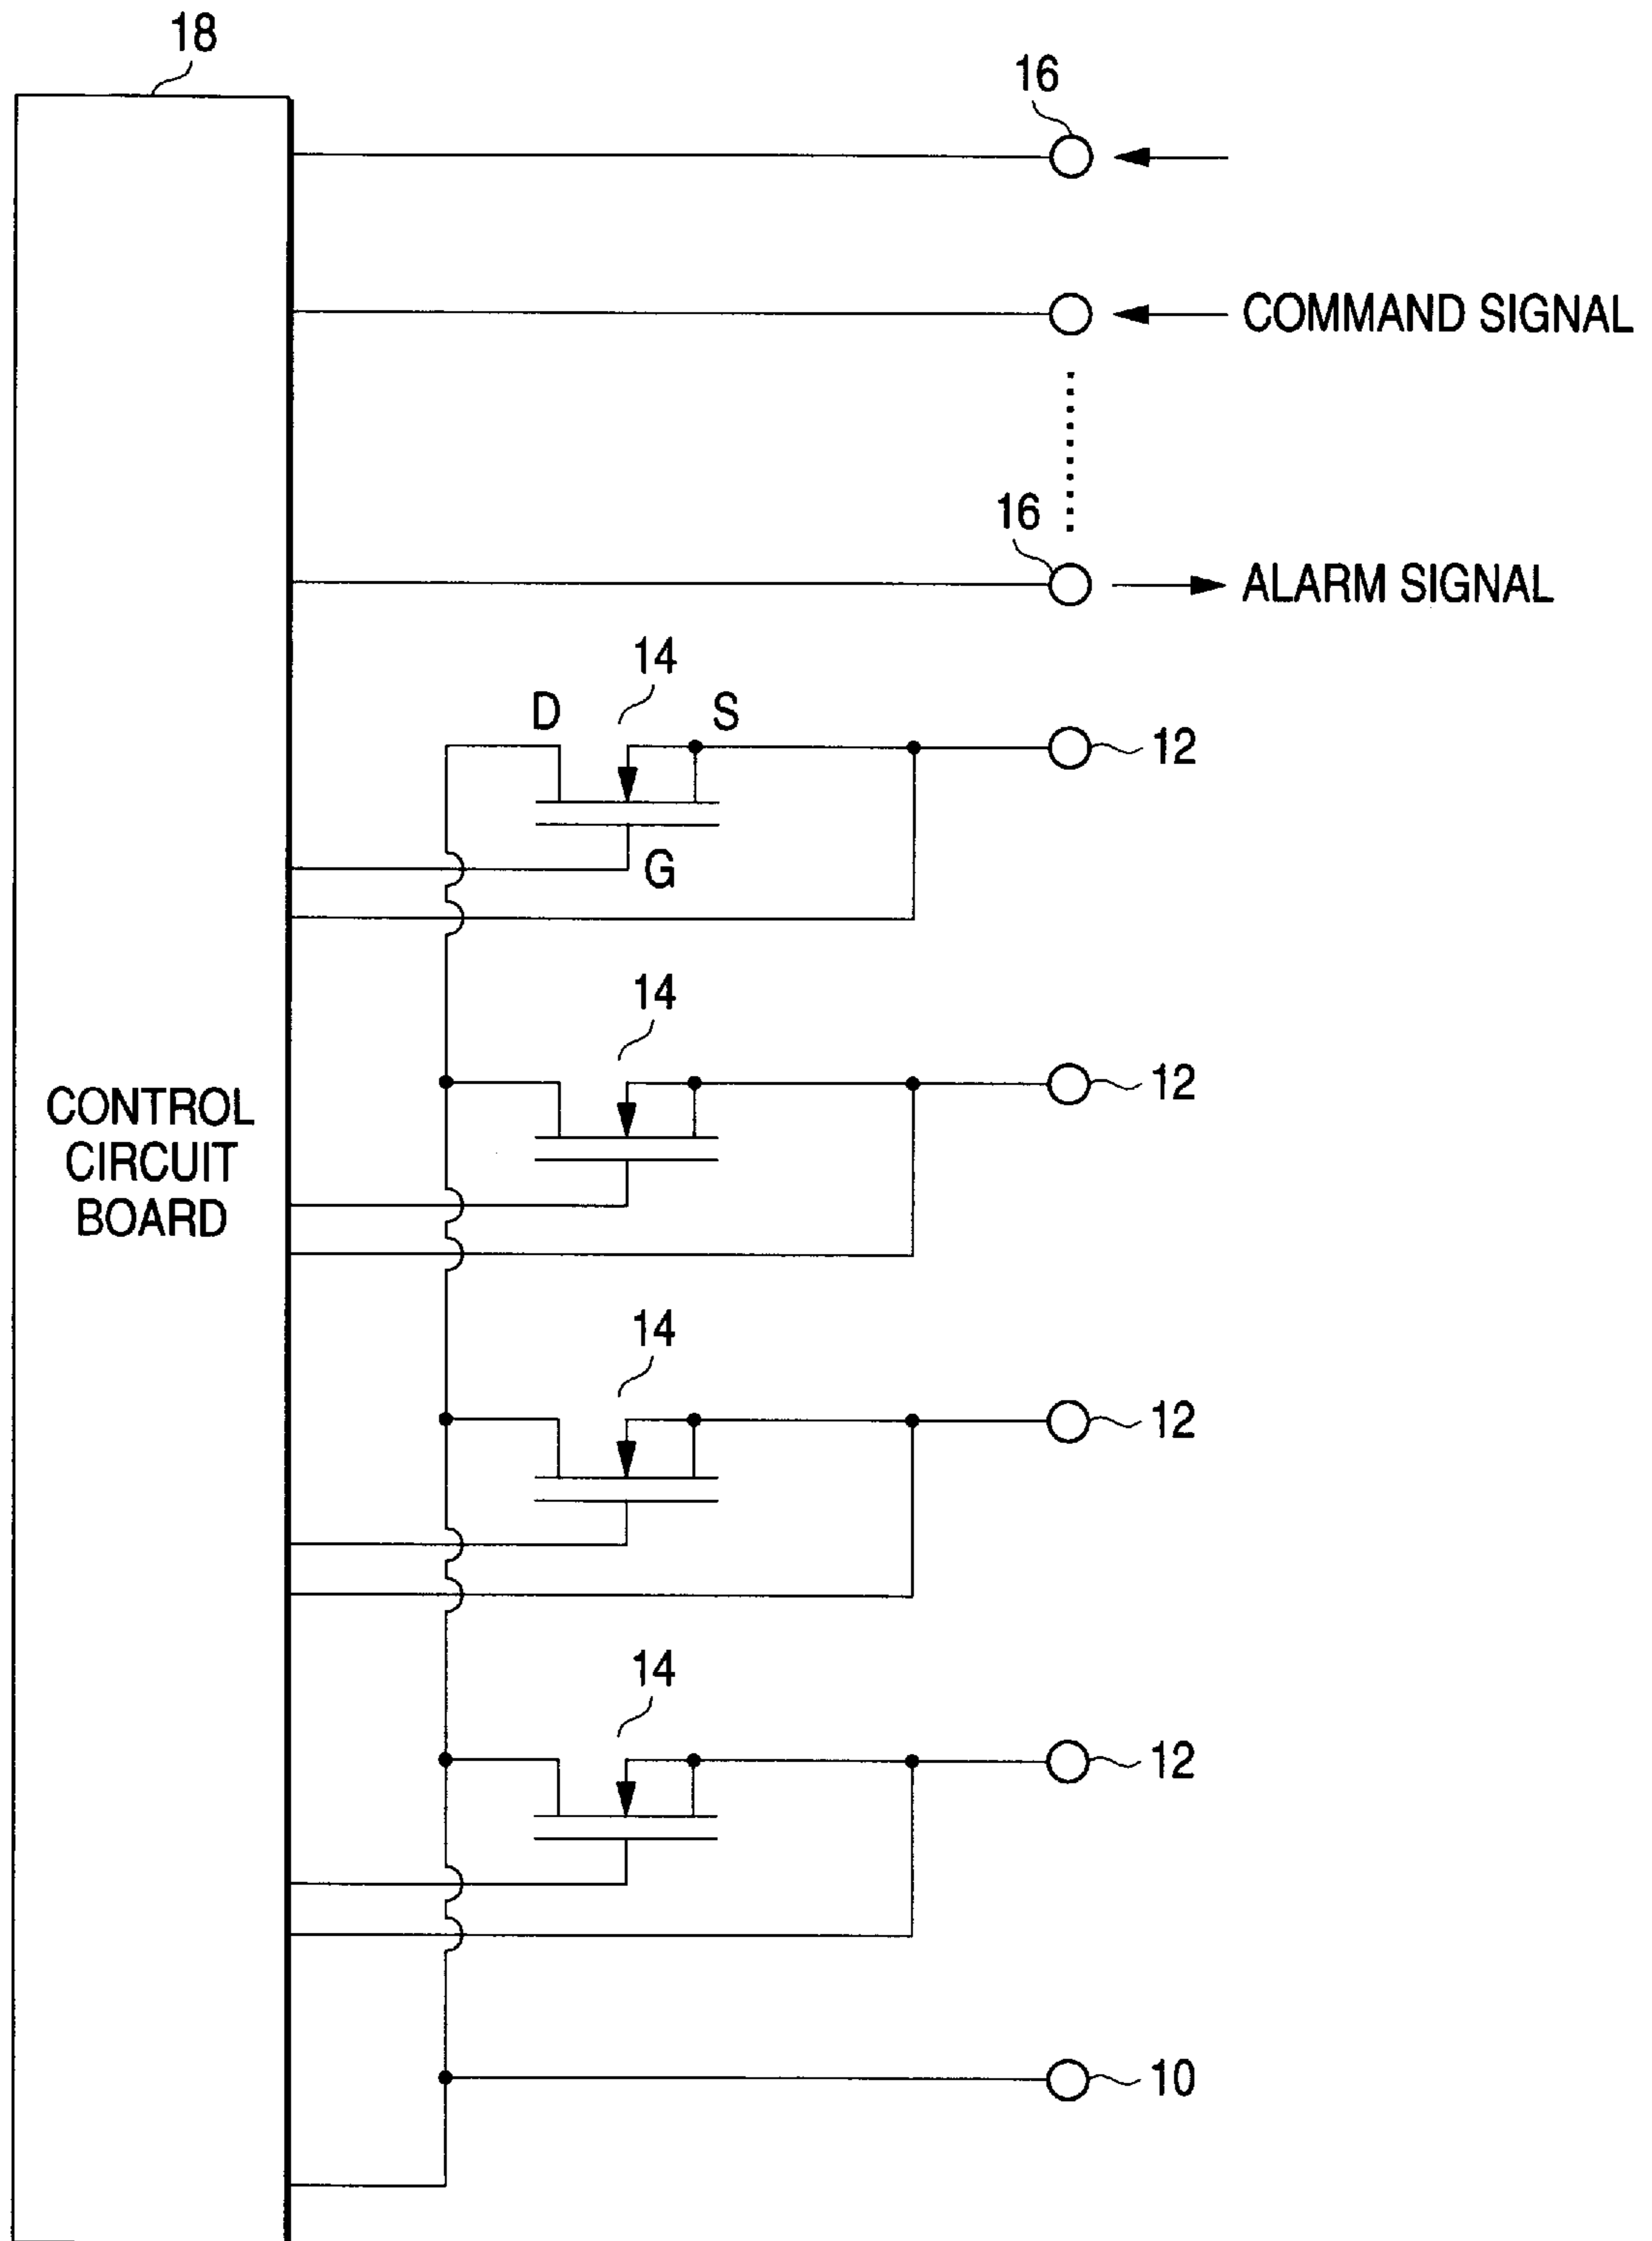 18
16
COMMAND SIGNAL
16
ALARM SIGNAL
14
D
S
12
G
14
12
CONTROL
CIRCUIT
BOARD
14
12
14
12
10